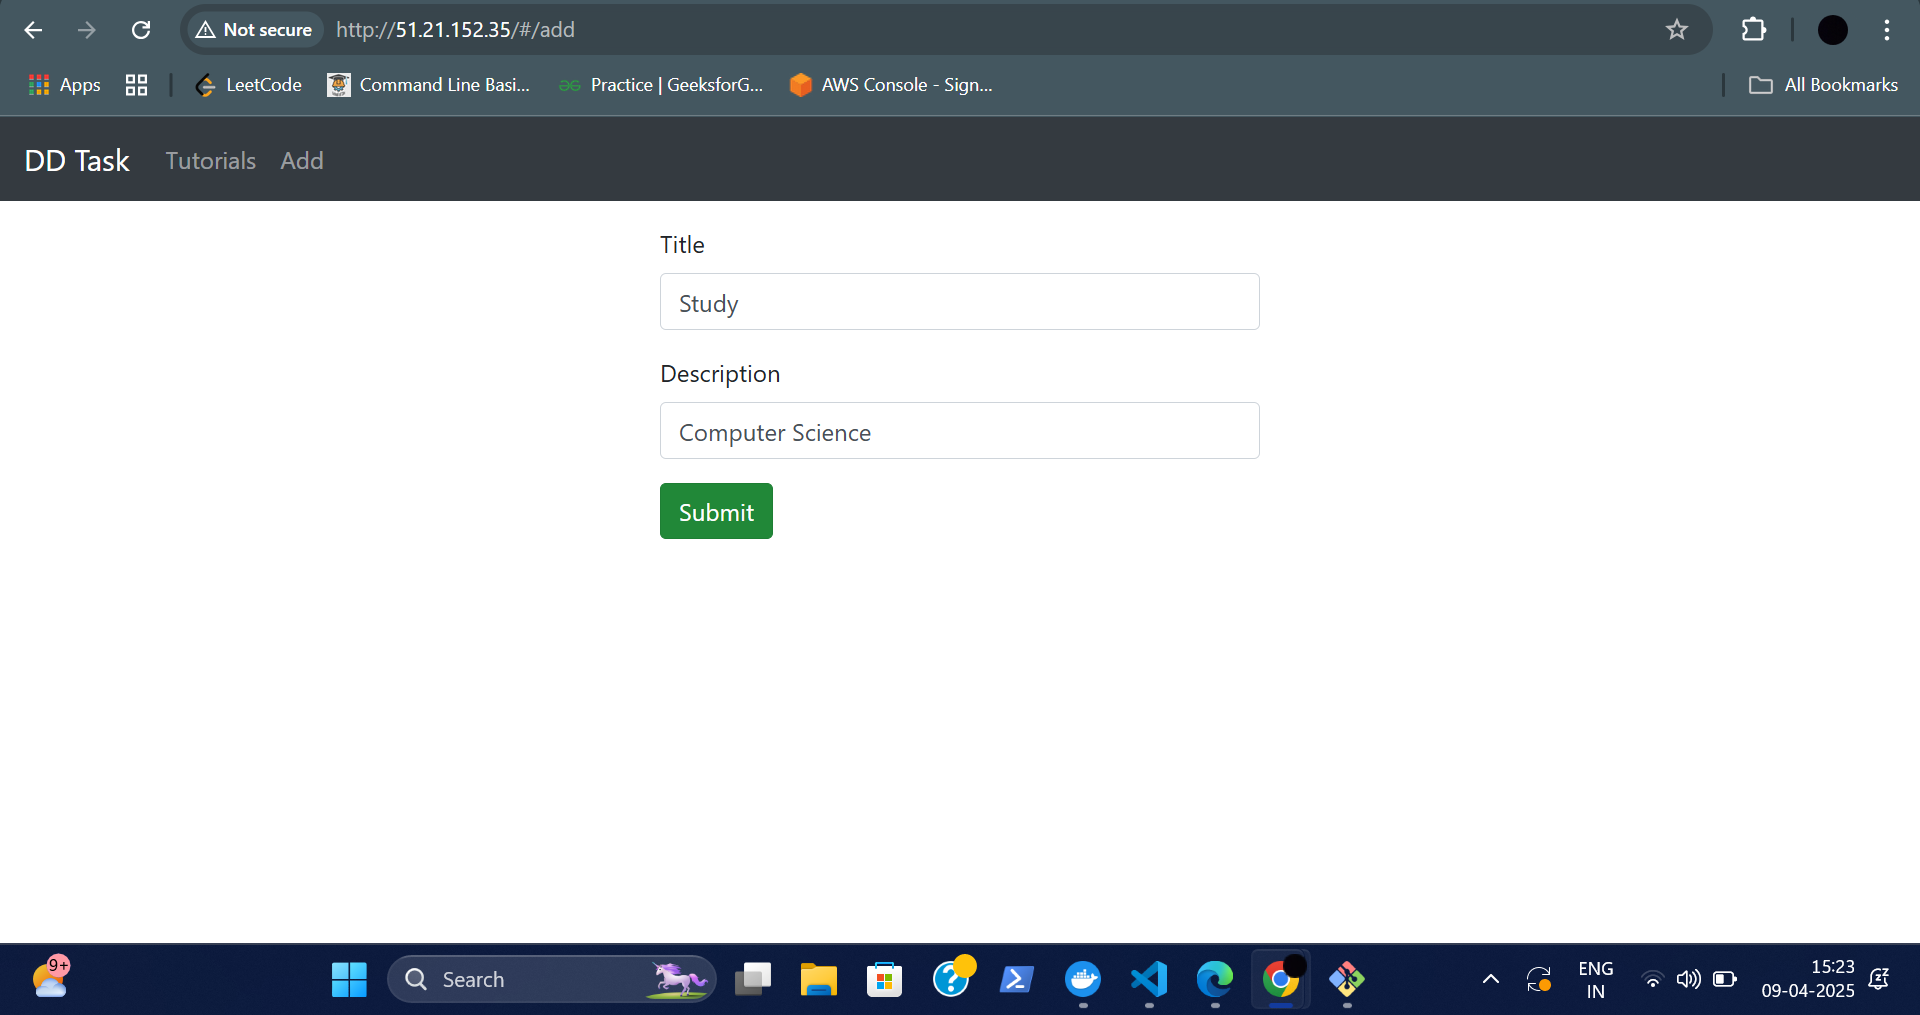 Not secure http://51.21.152.35/#/add
Apps LeetCode Command Line Basi... Practice | GeeksforG... AWS Console - Sign... All Bookmarks
DD Task Tutorials Add
Title
Study
Description
Computer Science
Submit
9+ Search ENG 15:23
IN 09-04-2025